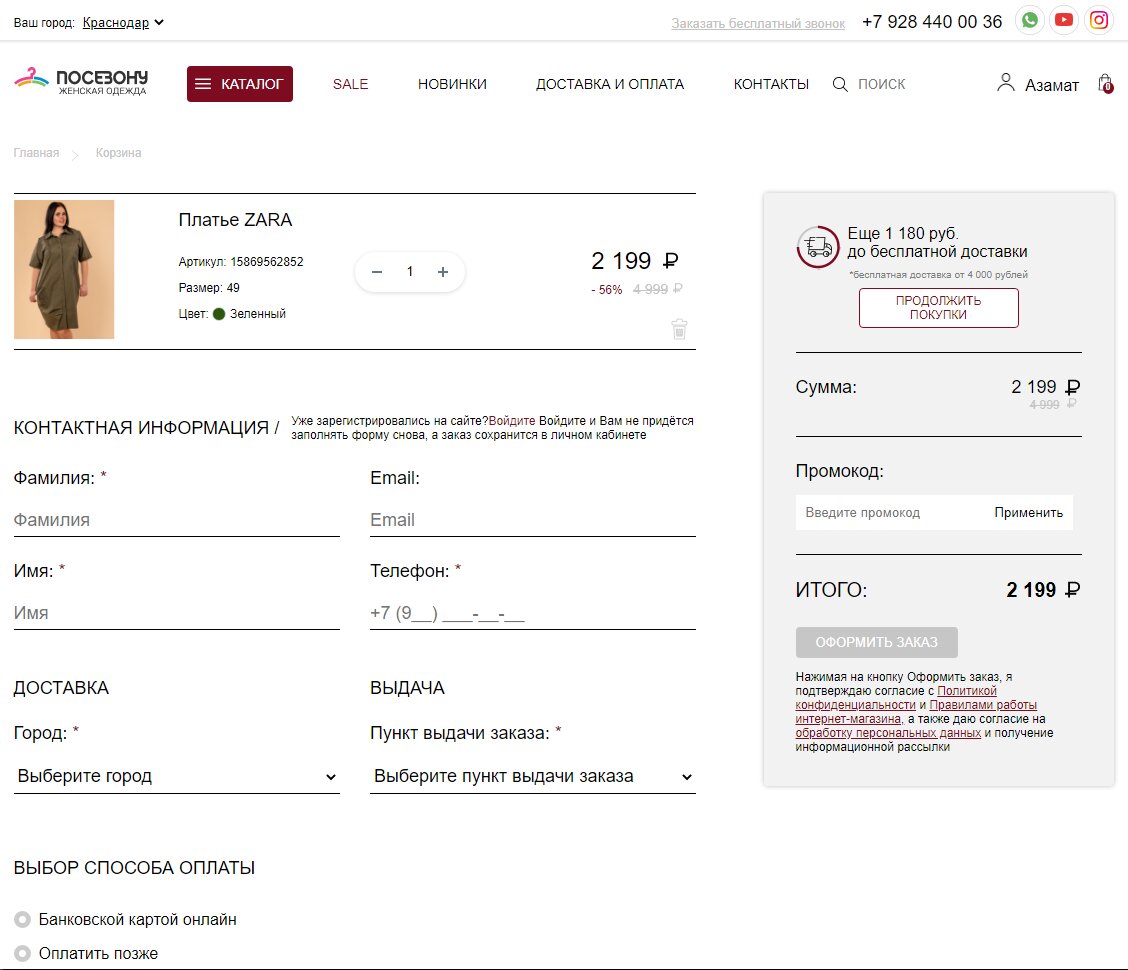 Ваш город: Краснодар
Заказать бесплатный звонок +7 928 440 00 36
ПОСЕЗОНУ
ЖЕНСКАЯ ОДЕЖДА
КАТАЛОГ
SALE
НОВИНКИ
ДОСТАВКА И ОПЛАТА
КОНТАКТЫ
ПОИСК
Азамат
0
Главная
Корзина
Платье ZARA
Артикул: 15869562852
Размер: 49
Цвет: Зеленный
− 1 +
2 199 ₽
- 56% 4 999 ₽
КОНТАКТНАЯ ИНФОРМАЦИЯ /
Уже зарегистрировались на сайте?Войдите Войдите и Вам не придётся
заполнять форму снова, а заказ сохранится в личном кабинете
Фамилия: *
Фамилия
Email:
Email
Имя: *
Имя
Телефон: *
+7 (9__) ___-__-__
ДОСТАВКА
Город: *
Выберите город
ВЫДАЧА
Пункт выдачи заказа: *
Выберите пункт выдачи заказа
ВЫБОР СПОСОБА ОПЛАТЫ
Банковской картой онлайн
Оплатить позже
Еще 1 180 руб.
до бесплатной доставки
*бесплатная доставка от 4 000 рублей
ПРОДОЛЖИТЬ
ПОКУПКИ
Сумма: 2 199 ₽
4 999 ₽
Промокод:
Введите промокод Применить
ИТОГО: 2 199 ₽
ОФОРМИТЬ ЗАКАЗ
Нажимая на кнопку Оформить заказ, я
подтверждаю согласие с Политикой
конфиденциальности и Правилами работы
интернет-магазина, а также даю согласие на
обработку персональных данных и получение
информационной рассылки